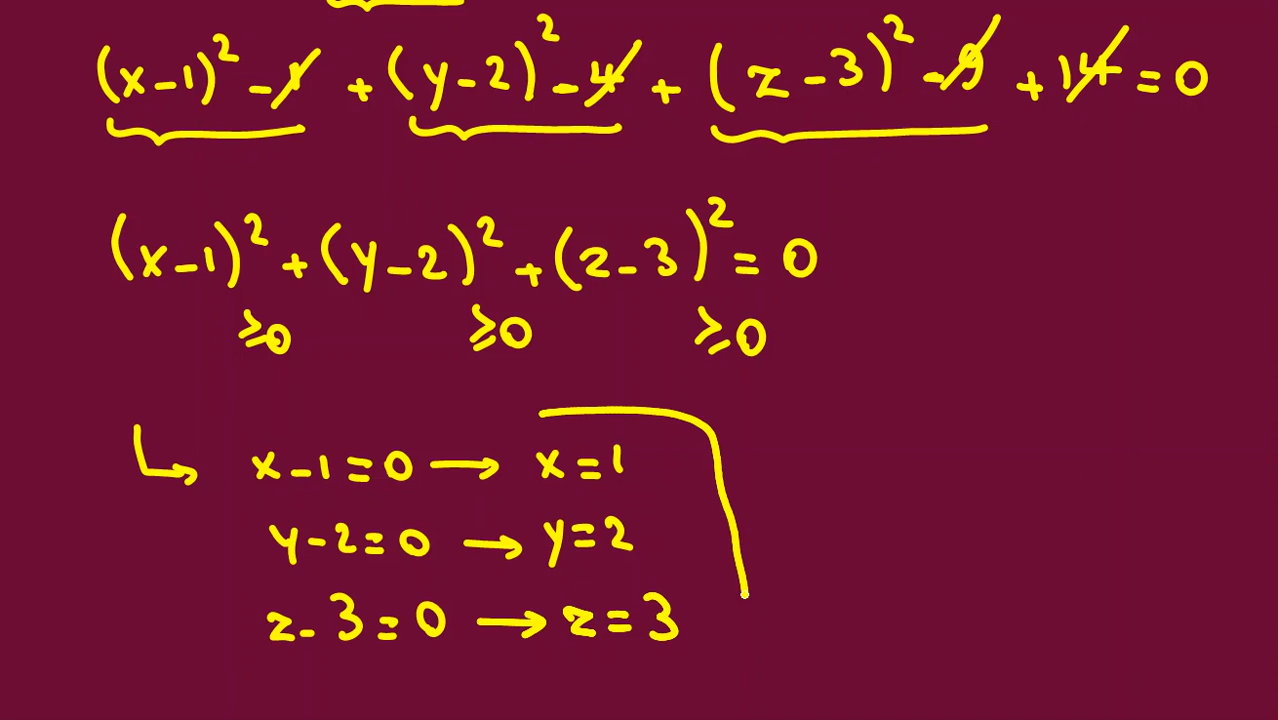 (x-1)² - 1 + (y-2)² - 4 + (z-3)² - 9 + 14 = 0
(x-1)² + (y-2)² + (z-3)² = 0
≥0 ≥0 ≥0
↳ x-1=0 → x=1
y-2=0 → y=2
z-3=0 → z=3